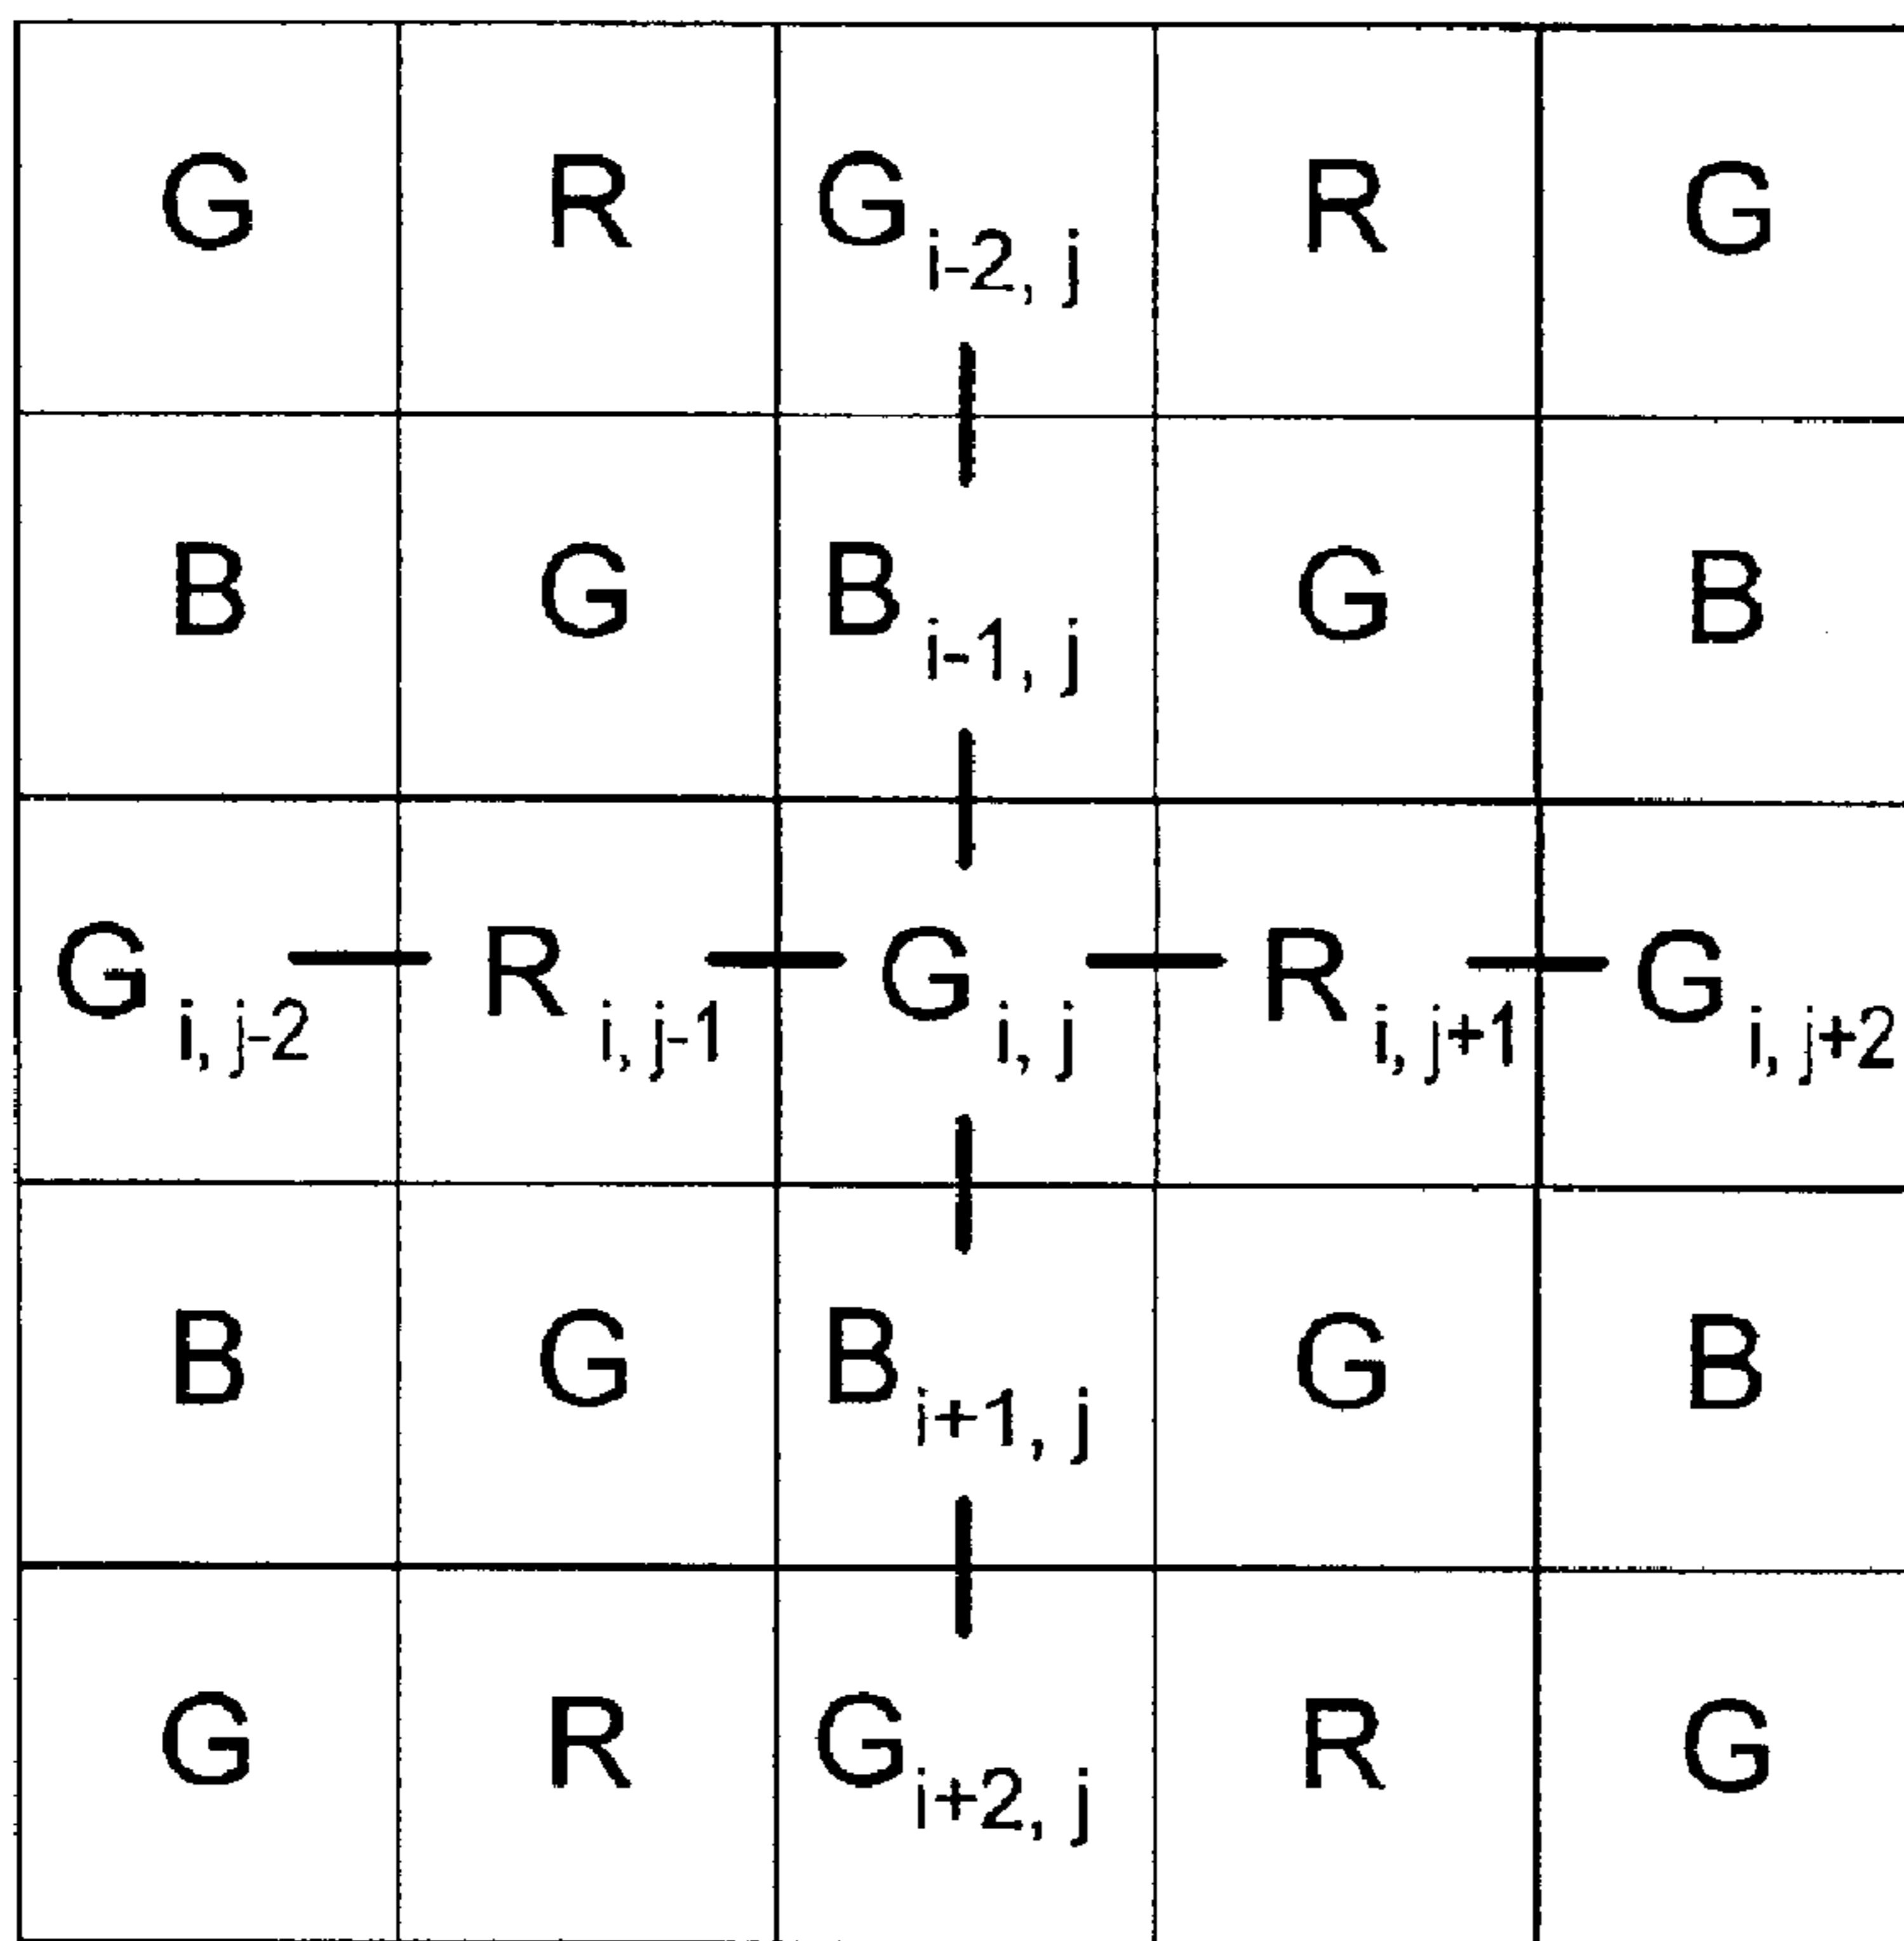 G R G i-2, j R G
B G B i-1, j G B
G i, j-2 R i, j-1 G i, j R i, j+1 G i, j+2
B G B i+1, j G B
G R G i+2, j R G